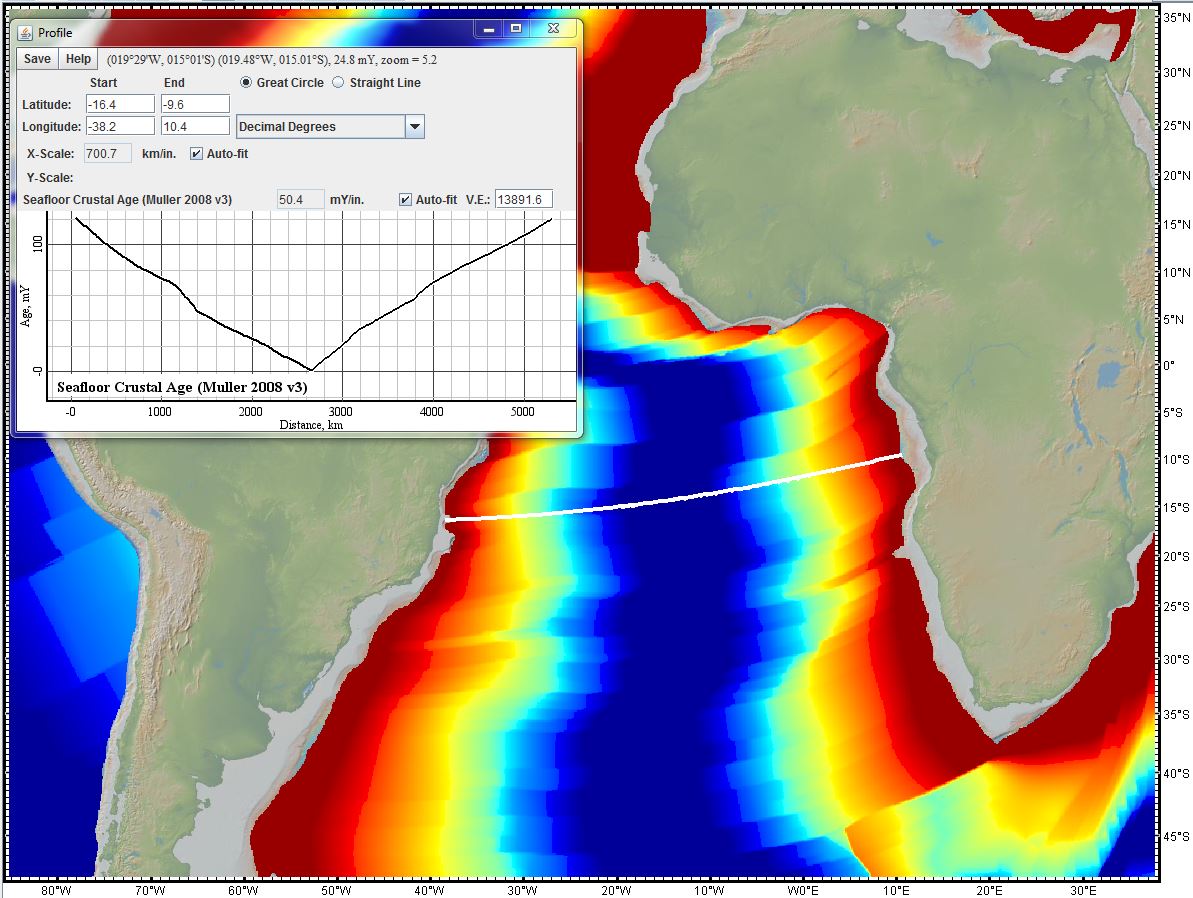 Profile
Save Help (019°29'W, 015°01'S) (019.48°W, 015.01°S), 24.8 mY, zoom = 5.2
Start End Great Circle Straight Line
Latitude: -16.4 -9.6
Longitude: -38.2 10.4 Decimal Degrees
X-Scale: 700.7 km/in. Auto-fit
Y-Scale:
Seafloor Crustal Age (Muller 2008 v3) 50.4 mY/in. Auto-fit V.E.: 13891.6
100
Age, mY
-0
Seafloor Crustal Age (Muller 2008 v3)
-0 1000 2000 3000 4000 5000
Distance, km
35°N
30°N
25°N
20°N
15°N
10°N
5°N
0°
5°S
10°S
15°S
20°S
25°S
30°S
35°S
40°S
45°S
80°W 70°W 60°W 50°W 40°W 30°W 20°W 10°W W0°E 10°E 20°E 30°E